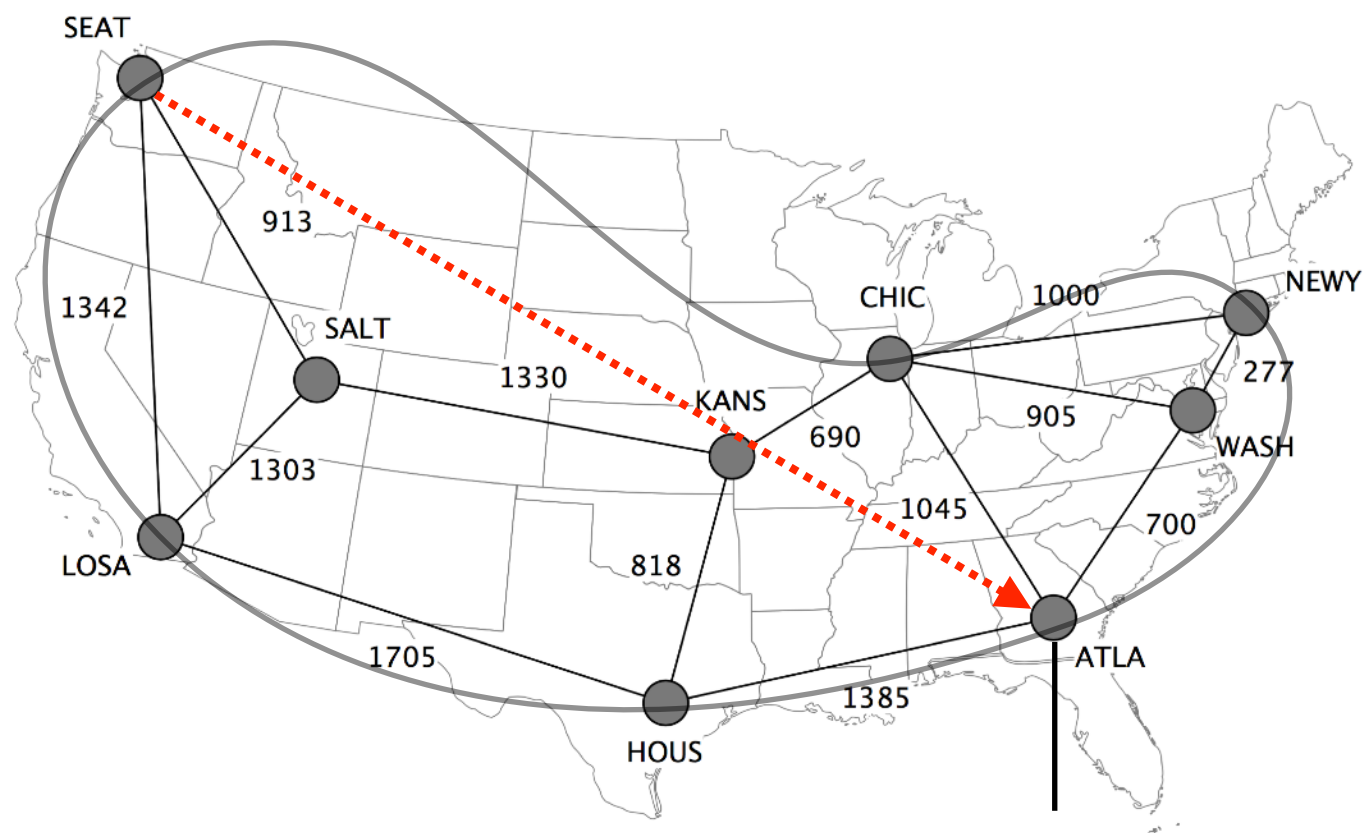 SEAT
913
1342
SALT
CHIC
1000
NEWY
277
1330
KANS
690
905
WASH
1303
1045
700
LOSA
818
1705
1385
ATLA
HOUS